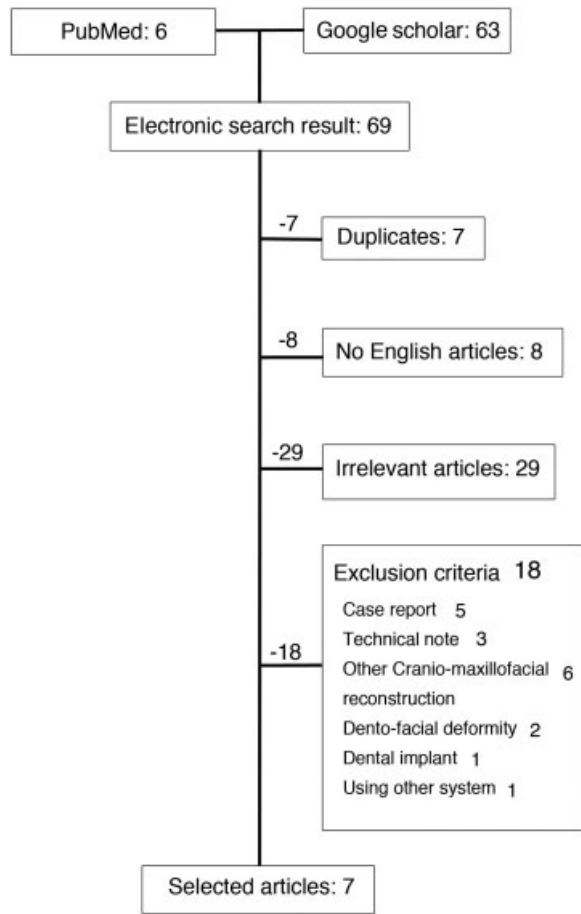 PubMed: 6
Google scholar: 63
Electronic search result: 69
-7
Duplicates: 7
-8
No English articles: 8
-29
Irrelevant articles: 29
-18
Exclusion criteria 18
Case report 5
Technical note 3
Other Cranio-maxillofacial 6
reconstruction
Dento-facial deformity 2
Dental implant 1
Using other system 1
Selected articles: 7